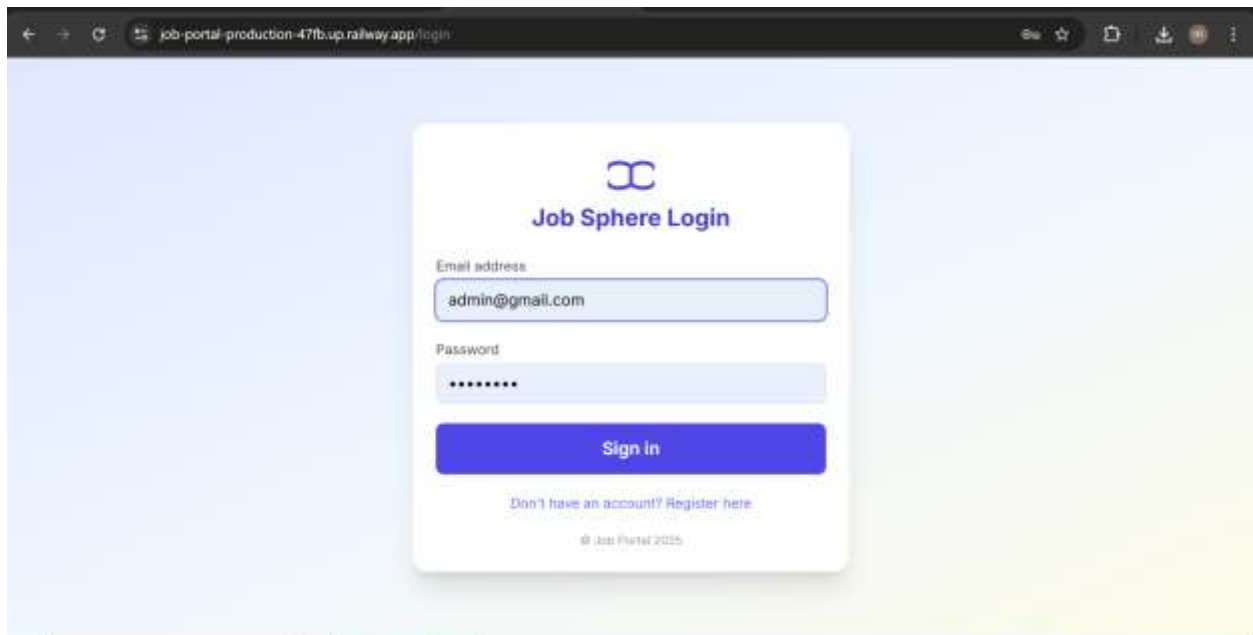 job-portal-production-47fb.up.railway.app/login
Job Sphere Login
Email address
admin@gmail.com
Password
••••••••
Sign in
Don't have an account? Register here
© Job Portal 2025